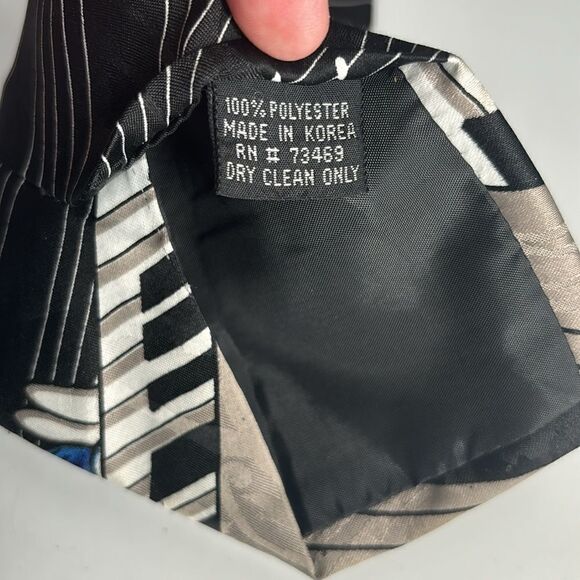 100% POLYESTER
MADE IN KOREA
RN # 73469
DRY CLEAN ONLY